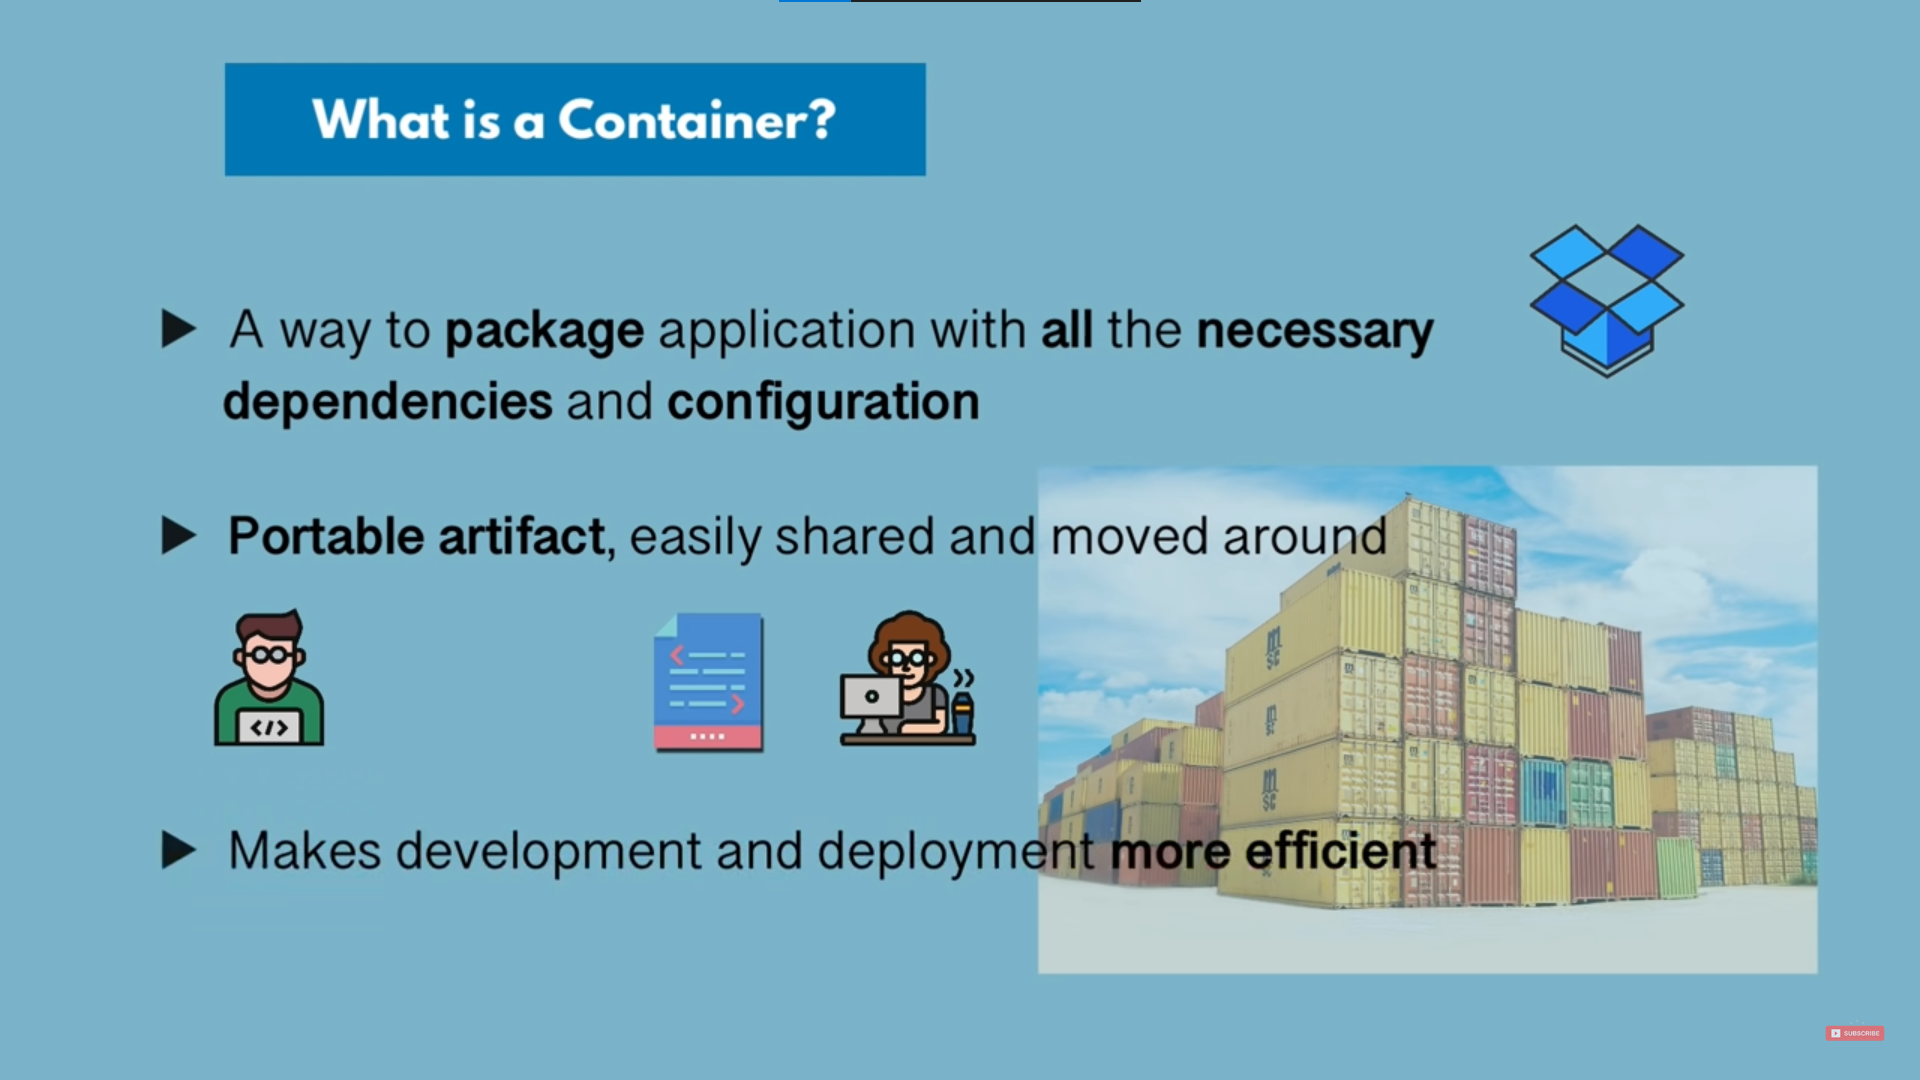 What is a Container?
A way to package application with all the necessary
dependencies and configuration
Portable artifact, easily shared and moved around
</>
Makes development and deployment more efficient
SUBSCRIBE